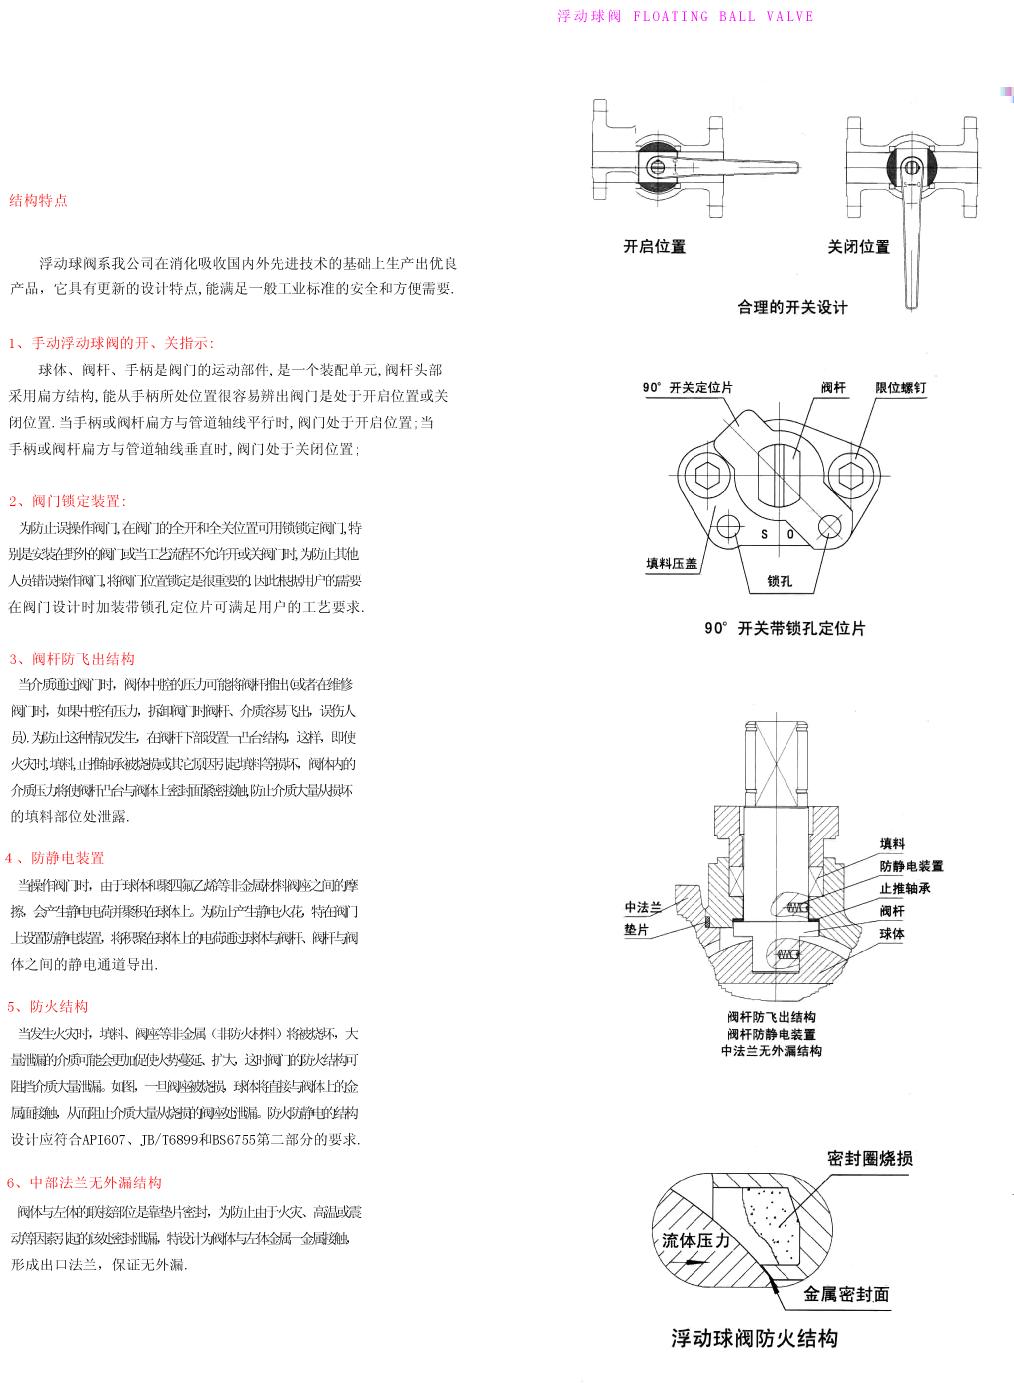 浮动球阀 FLOATING BALL VALVE
结构特点
浮动球阀系我公司在消化吸收国内外先进技术的基础上生产出优良
产品，它具有更新的设计特点,能满足一般工业标准的安全和方便需要.
1、手动浮动球阀的开、关指示:
球体、阀杆、手柄是阀门的运动部件,是一个装配单元,阀杆头部
采用扁方结构,能从手柄所处位置很容易辨出阀门是处于开启位置或关
闭位置.当手柄或阀杆扁方与管道轴线平行时,阀门处于开启位置;当
手柄或阀杆扁方与管道轴线垂直时,阀门处于关闭位置;
2、阀门锁定装置:
为防止误操作阀门,在阀门的全开和全关位置可用锁锁定阀门,特
别是安装在野外的阀门或当工艺流程不允许开或关阀门时,为防止其他
人员错误操作阀门,将阀门位置锁定是很重要的.因此根据用户的需要
在阀门设计时加装带锁孔定位片可满足用户的工艺要求.
3、阀杆防飞出结构
当介质通过阀门时，阀体中腔的压力可能将阀杆推出(或者在维修
阀门时，如果中腔有压力，拆卸阀门时阀杆、介质容易飞出，误伤人
员).为防止这种情况发生，在阀杆下部设置一凸台结构，这样，即使
火灾时,填料,止推轴承被烧损或其它原因引起填料等损坏，阀体内的
介质压力将使阀杆凸台与阀体上密封面紧密接触,防止介质大量从损坏
的填料部位处泄露.
4、防静电装置
当操作阀门时，由于球体和聚四氟乙烯等非金属材料阀座之间的摩
擦，会产生静电电荷并聚积在球体上。为防止产生静电火花，特在阀门
上设置防静电装置，将积聚在球体上的电荷通过球体与阀杆、阀杆与阀
体之间的静电通道导出.
5、防火结构
当发生火灾时，填料、阀座等非金属（非防火材料）将被烧坏，大
量泄漏的介质可能会更加促使火势蔓延、扩大，这时阀门的防火结构可
阻挡介质大量泄漏。如图，一旦阀座被烧损，球体将直接与阀体上的金
属面接触，从而阻止介质大量从烧损的阀座处泄漏。防火防静电的结构
设计应符合API607、JB/T6899和BS6755第二部分的要求.
6、中部法兰无外漏结构
阀体与左体的联接部位是靠垫片密封，为防止由于火灾、高温或震
动等因素引起的该处密封泄漏，特设计为阀体与左体金属—金属接触，
形成出口法兰，保证无外漏.
S O
开启位置
关闭位置
合理的开关设计
90°开关定位片
阀杆
限位螺钉
S O
填料压盖
锁孔
90°开关带锁孔定位片
填料
防静电装置
止推轴承
阀杆
球体
中法兰
垫片
阀杆防飞出结构
阀杆防静电装置
中法兰无外漏结构
密封圈烧损
流体压力
金属密封面
浮动球阀防火结构